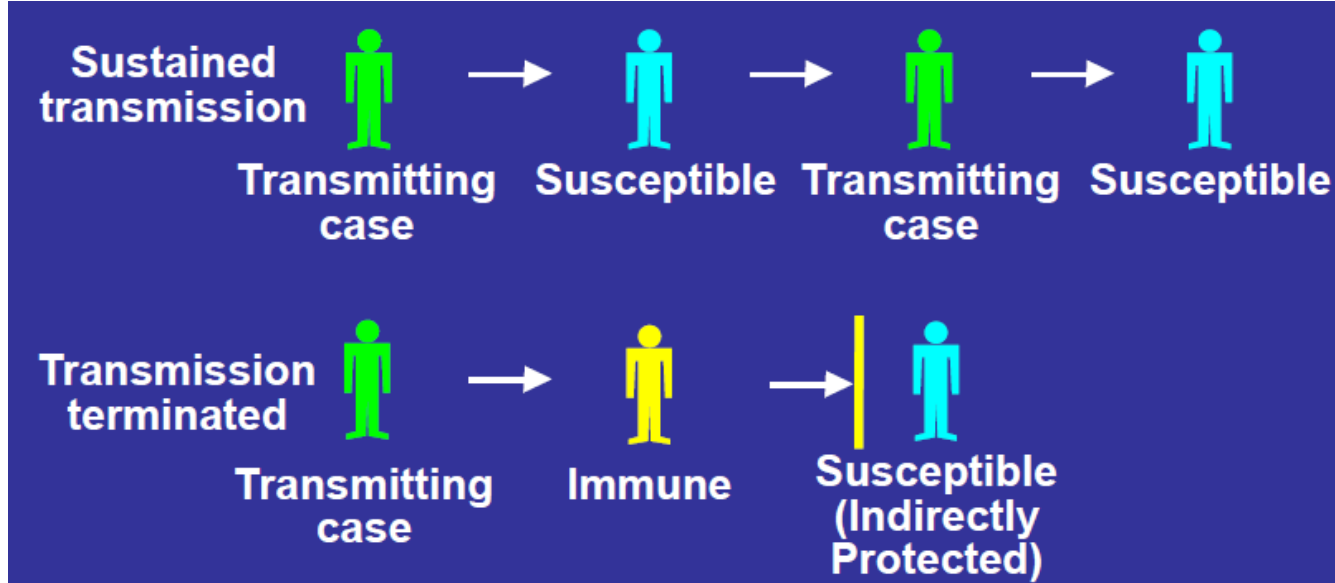 Sustained
transmission
Transmitting
case
Susceptible
Transmitting
case
Susceptible
Transmission
terminated
Transmitting
case
Immune
Susceptible
(Indirectly
Protected)